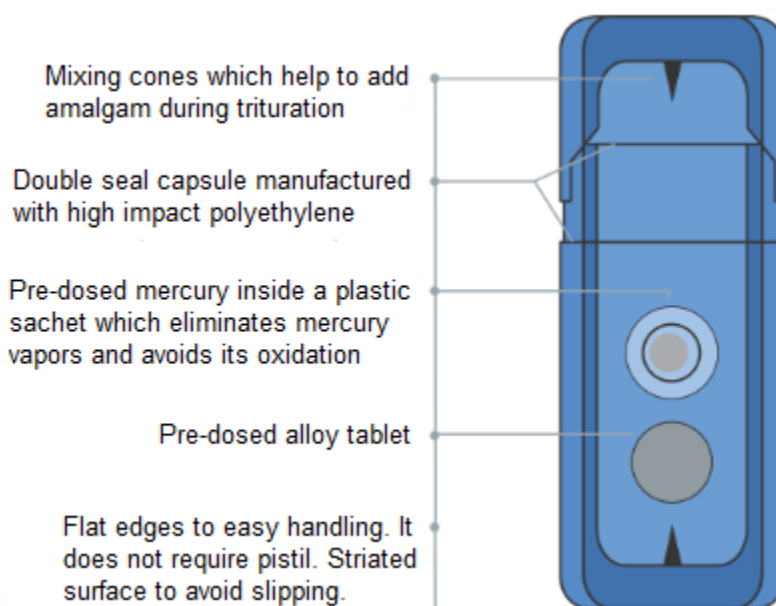 Mixing cones which help to add
amalgam during trituration
Double seal capsule manufactured
with high impact polyethylene
Pre-dosed mercury inside a plastic
sachet which eliminates mercury
vapors and avoids its oxidation
Pre-dosed alloy tablet
Flat edges to easy handling. It
does not require pistil. Striated
surface to avoid slipping.